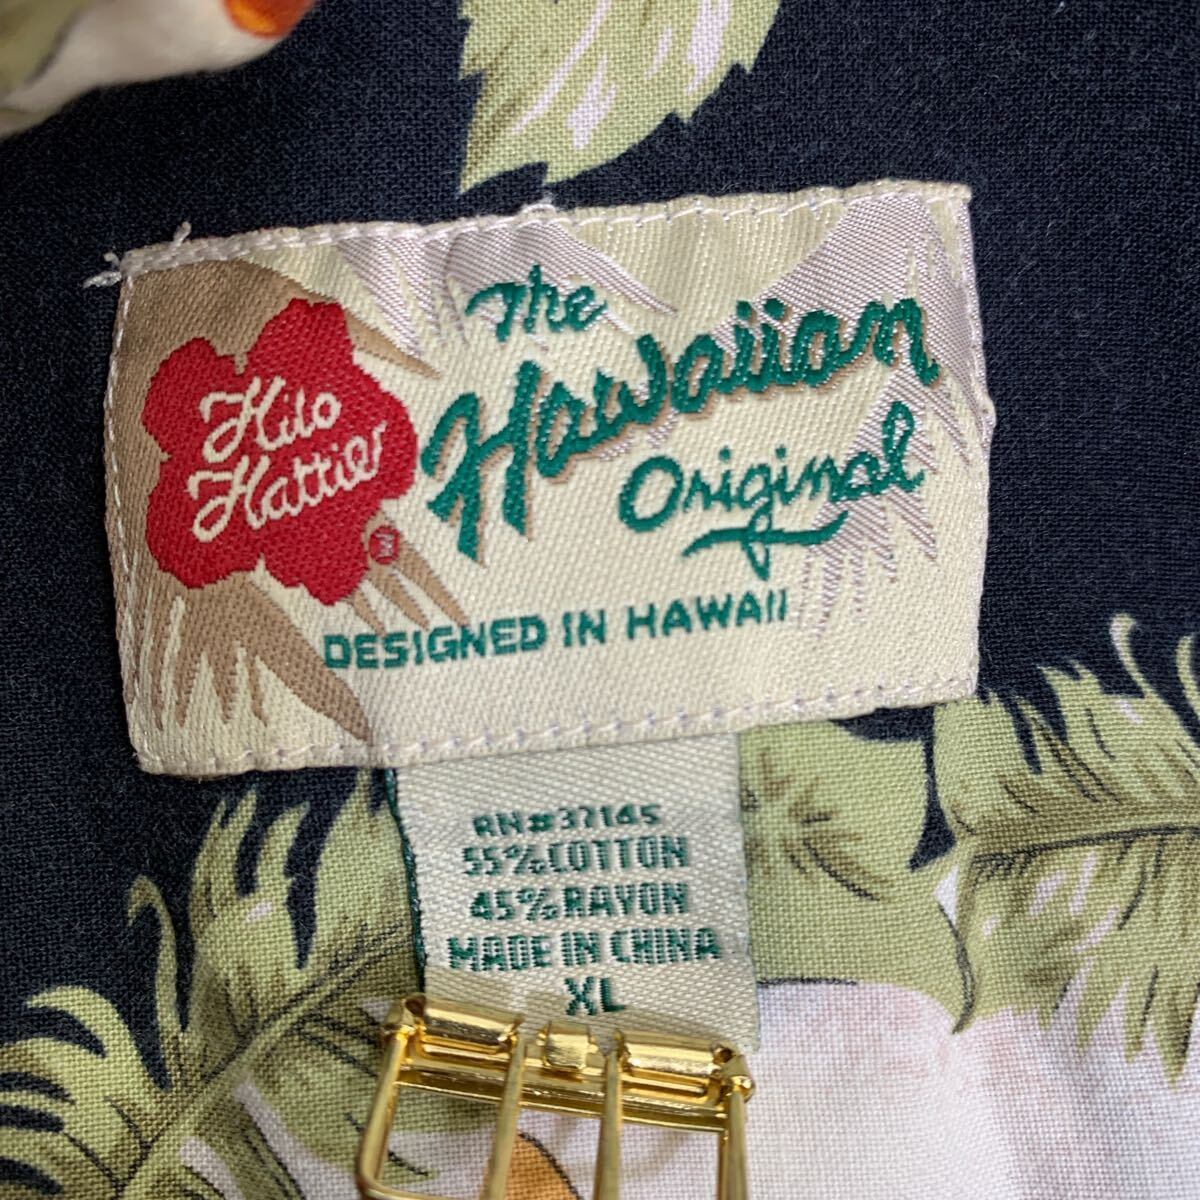 The
Hawaiian
Original
Hilo
Hattie
DESIGNED IN HAWAII
RN#37145
55%COTTON
45%RAYON
MADE IN CHINA
XL